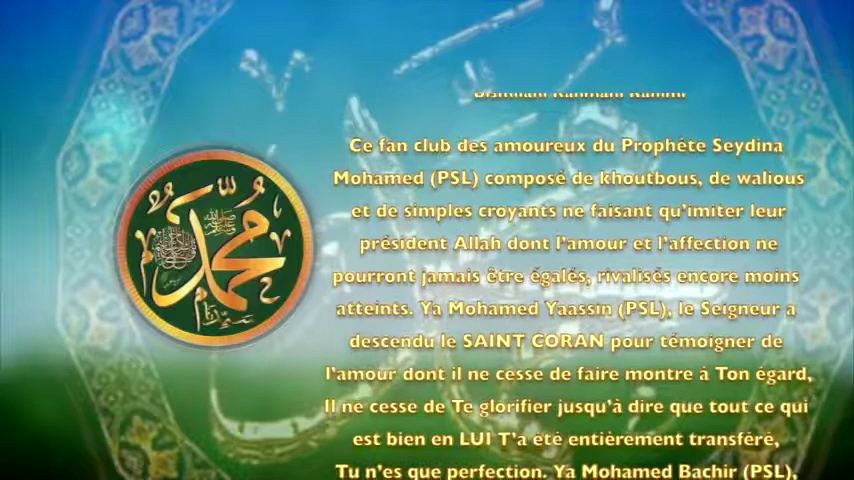 محمد
Ce fan club des amoureux du Prophéte Seydina
Mohamed (PSL) composé de khoutbous, de walious
et de simples croyants ne faisant qu'imiter leur
président Allah dont l'amour et l'affection ne
pourront jamais être égalés, rivalisés encore moins
atteints. Ya Mohamed Yaassin (PSL), le Seigneur a
descendu le SAINT CORAN pour témoigner de
l'amour dont il ne cesse de faire montre à Ton égard,
Il ne cesse de Te glorifier jusqu'à dire que tout ce qui
est bien en LUI T'a été entièrement transféré,
Tu n'es que perfection. Ya Mohamed Bachir (PSL),